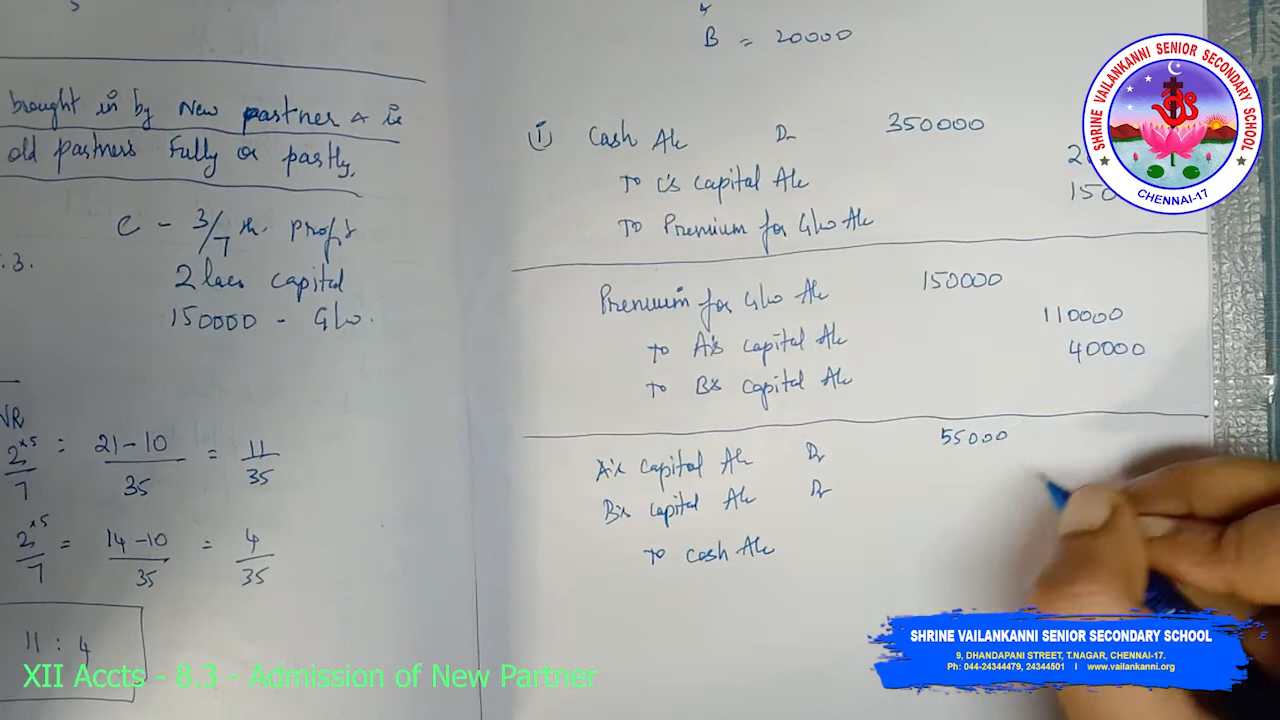 brought in by New partner & is
old partners Fully or partly.
C - 3/7 th. Profit
.3.
2 lacs capital
150000 - G/w.
2 ×5 / 7 = 21-10 / 35 = 11 / 35
2 ×5 / 7 = 14-10 / 35 = 4 / 35
11 : 4
B = 20000
① Cash A/c Dr 350000
To C's Capital A/c
To Premium for G/w A/c 150
Premium for G/w A/c 150000
To A's Capital A/c 110000
To B's Capital A/c 40000
A's Capital A/c Dr 55000
B's Capital A/c Dr
To Cash A/c
SHRINE VAILANKANNI SENIOR SECONDARY SCHOOL
CHENNAI-17
XII Accts - 8.3 - Admission of New Partner
SHRINE VAILANKANNI SENIOR SECONDARY SCHOOL
9, DHANDAPANI STREET, T.NAGAR, CHENNAI-17.
Ph: 044-24344479, 24344501 I www.vailankanni.org